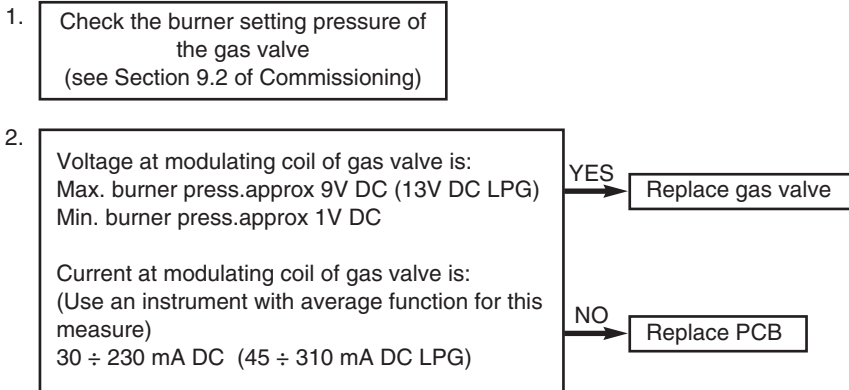 1.
Check the burner setting pressure of
the gas valve
(see Section 9.2 of Commissioning)
2.
Voltage at modulating coil of gas valve is:
Max. burner press.approx 9V DC (13V DC LPG)
Min. burner press.approx 1V DC
YES
Replace gas valve
Current at modulating coil of gas valve is:
(Use an instrument with average function for this
measure)
30 ÷ 230 mA DC (45 ÷ 310 mA DC LPG)
NO
Replace PCB